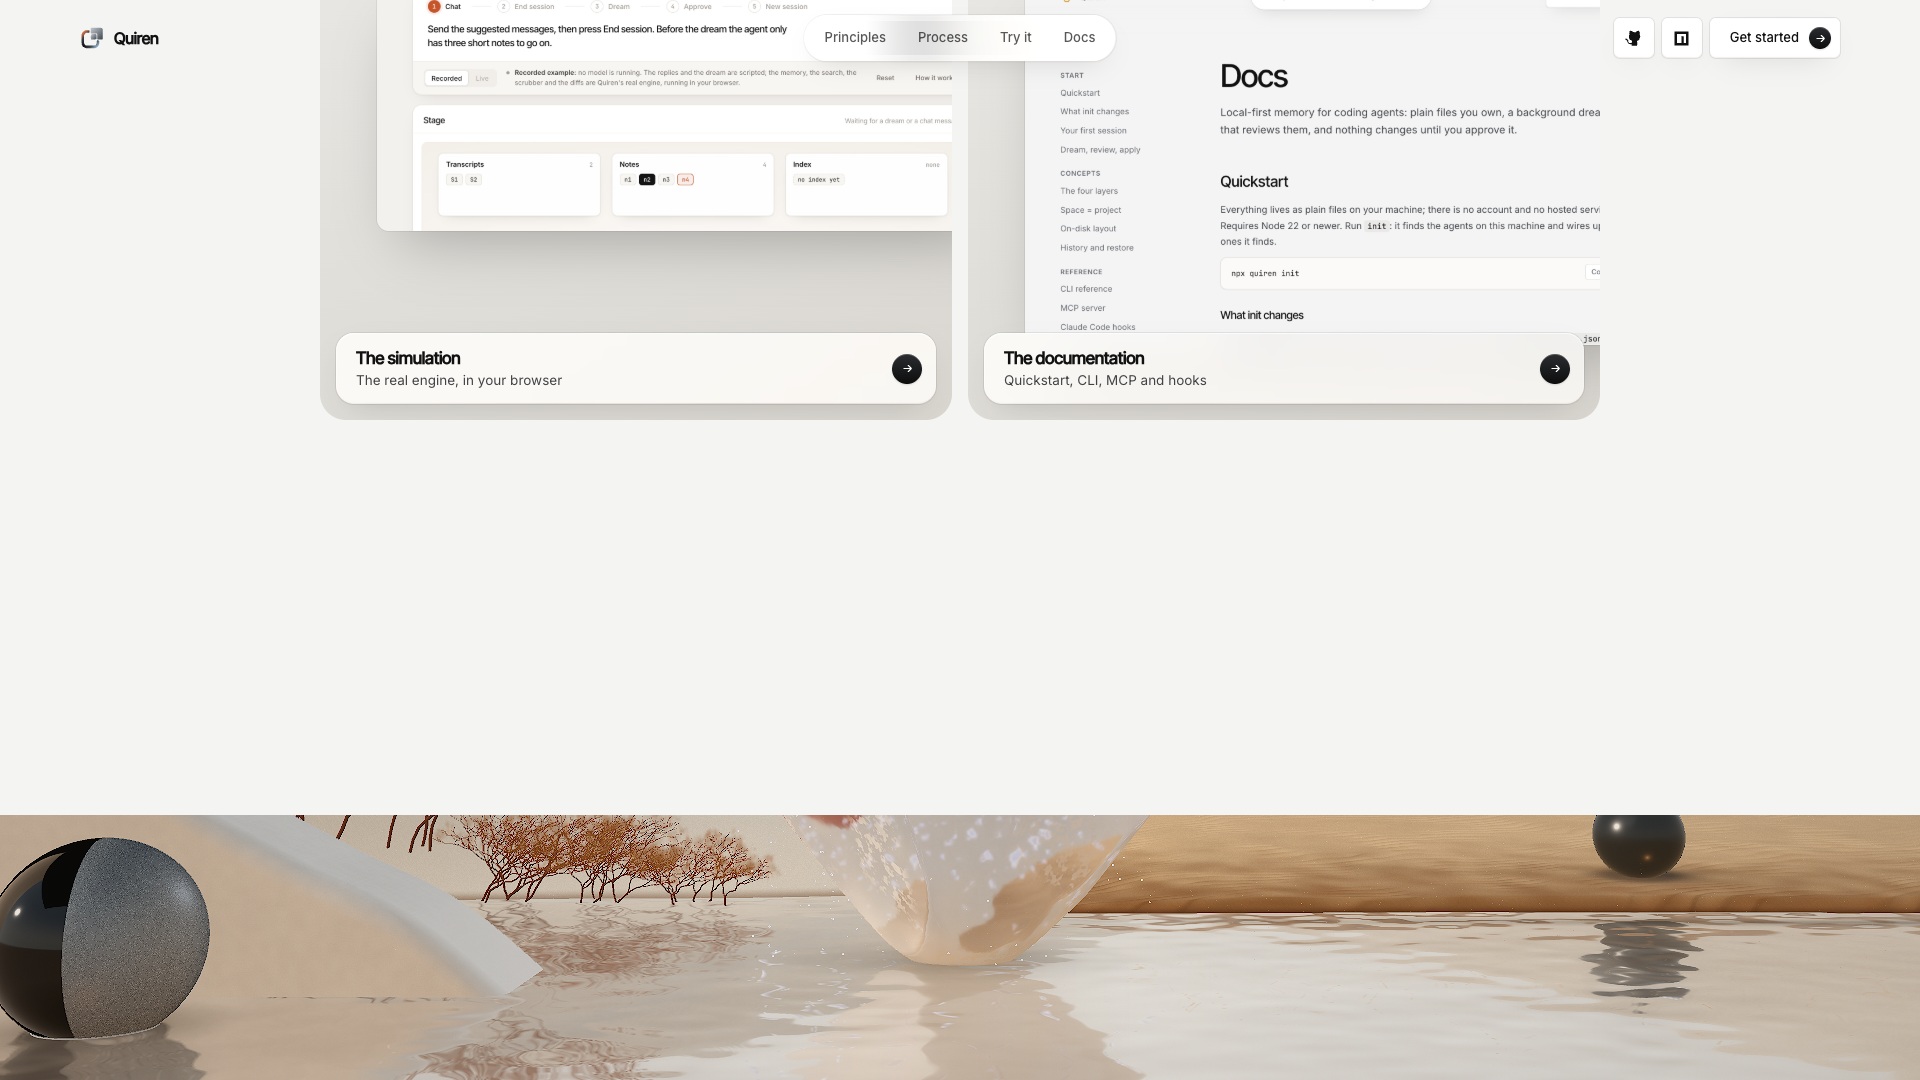 Quiren
Principles
Process
Try it
Docs
Get started
1 Chat
2 End session
3 Dream
4 Approve
5 New session
Send the suggested messages, then press End session. Before the dream the agent only
has three short notes to go on.
Recorded
Live
Recorded example: no model is running. The replies and the dream are scripted; the memory, the search, the
scrubber and the diffs are Quiren's real engine, running in your browser.
Reset
How it work
Stage
Waiting for a dream or a chat mess
Transcripts 2
S1 S2
Notes 4
n1 n2 n3 n4
Index none
no index yet
The simulation
The real engine, in your browser
START
Quickstart
What init changes
Your first session
Dream, review, apply
CONCEPTS
The four layers
Space = project
On-disk layout
History and restore
REFERENCE
CLI reference
MCP server
Claude Code hooks
Docs
Local-first memory for coding agents: plain files you own, a background drea
that reviews them, and nothing changes until you approve it.
Quickstart
Everything lives as plain files on your machine; there is no account and no hosted servi
Requires Node 22 or newer. Run init: it finds the agents on this machine and wires up
ones it finds.
npx quiren init
Co
What init changes
json
The documentation
Quickstart, CLI, MCP and hooks